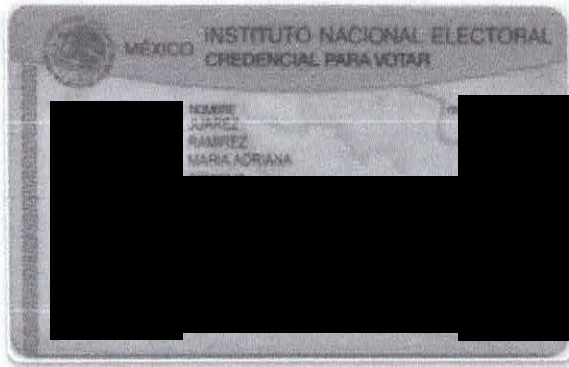 MÉXICO INSTITUTO NACIONAL ELECTORAL
CREDENCIAL PARA VOTAR
NOMBRE
JUAREZ
RAMIREZ
MARIA ADRIANA